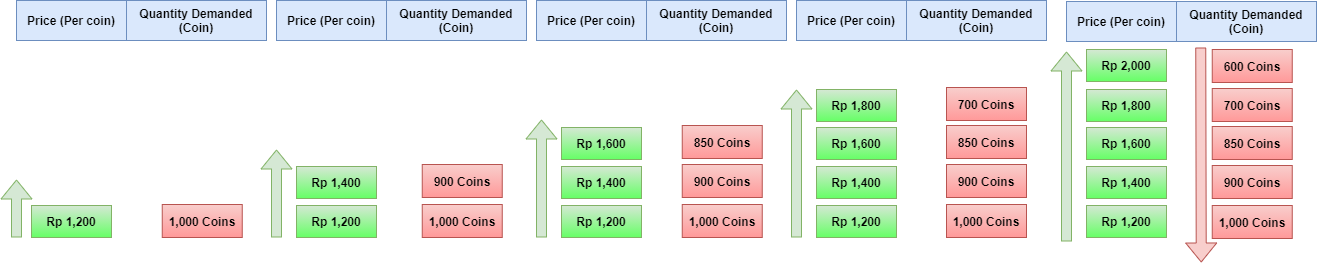 Price (Per coin)
Quantity Demanded
(Coin)
Price (Per coin)
Quantity Demanded
(Coin)
Price (Per coin)
Quantity Demanded
(Coin)
Price (Per coin)
Quantity Demanded
(Coin)
Price (Per coin)
Quantity Demanded
(Coin)
Rp 1,200
1,000 Coins
Rp 1,400
900 Coins
Rp 1,200
1,000 Coins
Rp 1,600
850 Coins
Rp 1,400
900 Coins
Rp 1,200
1,000 Coins
Rp 1,800
700 Coins
Rp 1,600
850 Coins
Rp 1,400
900 Coins
Rp 1,200
1,000 Coins
Rp 2,000
600 Coins
Rp 1,800
700 Coins
Rp 1,600
850 Coins
Rp 1,400
900 Coins
Rp 1,200
1,000 Coins